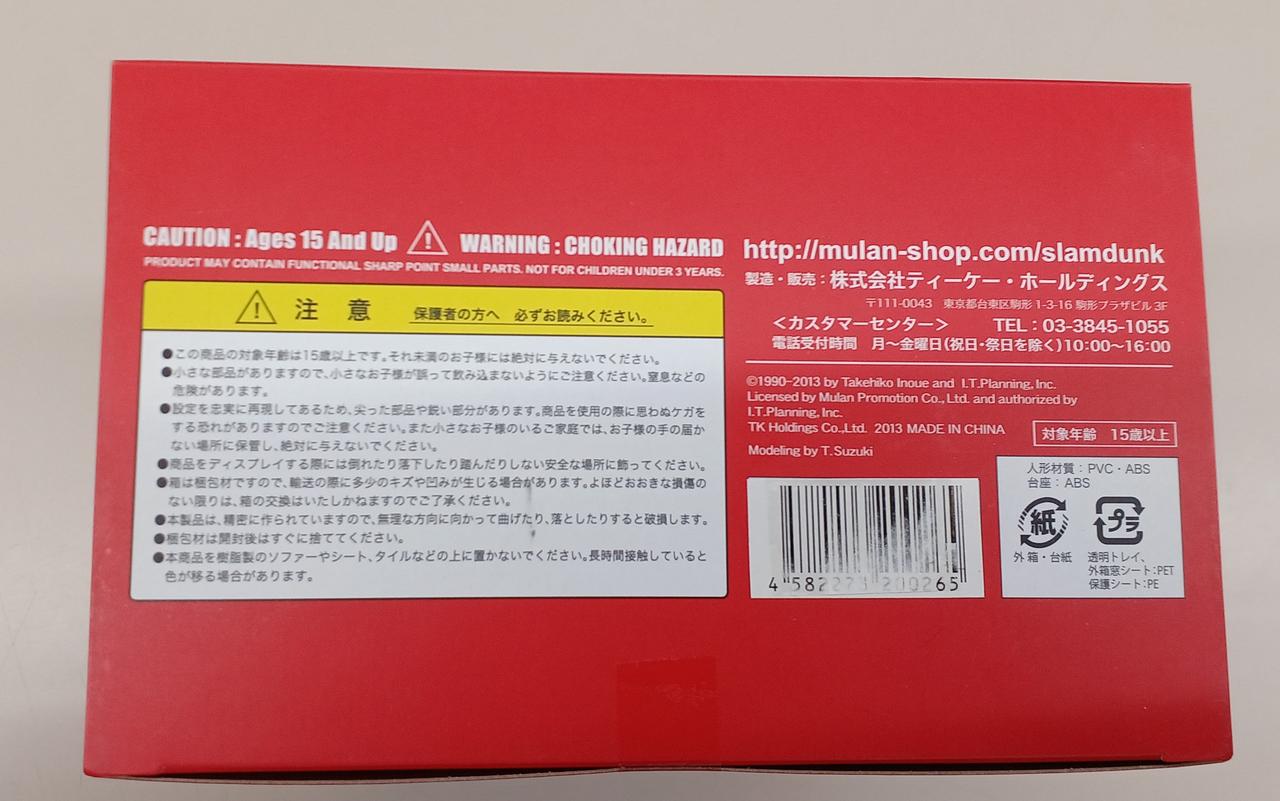 CAUTION : Ages 15 And Up ! WARNING : CHOKING HAZARD
PRODUCT MAY CONTAIN FUNCTIONAL SHARP POINT SMALL PARTS. NOT FOR CHILDREN UNDER 3 YEARS.
! 注 意 保護者の方へ 必ずお読みください。
●この商品の対象年齢は15歳以上です。それ未満のお子様には絶対に与えないでください。
●小さな部品がありますので、小さなお子様が誤って飲み込まないようにご注意ください。窒息などの
危険があります。
●設定を忠実に再現してあるため、尖った部品や鋭い部分があります。商品を使用の際に思わぬケガを
する恐れがありますのでご注意ください。また小さなお子様のいるご家庭では、お子様の手の届か
ない場所に保管し、絶対に与えないでください。
●商品をディスプレイする際には倒れたり落下したり踏んだりしない安全な場所に飾ってください。
●箱は梱包材ですので、輸送の際に多少のキズや凹みが生じる場合があります。よほどおおきな損傷の
ない限りは、箱の交換はいたしかねますのでご了承ください。
●本製品は、精密に作られていますので、無理な方向に向かって曲げたり、落としたりすると破損します。
●梱包材は開封後はすぐに捨ててください。
●本商品を樹脂製のソファーやシート、タイルなどの上に置かないでください。長時間接触していると
色が移る場合があります。
http://mulan-shop.com/slamdunk
製造・販売：株式会社ティーケー・ホールディングス
〒111-0043 東京都台東区駒形 1-3-16 駒形プラザビル 3F
＜カスタマーセンター＞ TEL：03-3845-1055
電話受付時間 月～金曜日(祝日・祭日を除く)10:00～16:00
©1990-2013 by Takehiko Inoue and I.T.Planning, Inc.
Licensed by Mulan Promotion Co., Ltd. and authorized by
I.T.Planning, Inc.
TK Holdings Co.,Ltd. 2013 MADE IN CHINA
対象年齢 15歳以上
Modeling by T. Suzuki
4 582273 200265
人形材質：PVC・ABS
台座：ABS
紙 プラ
外箱・台紙
透明トレイ、
外箱窓シート：PET
保護シート：PE